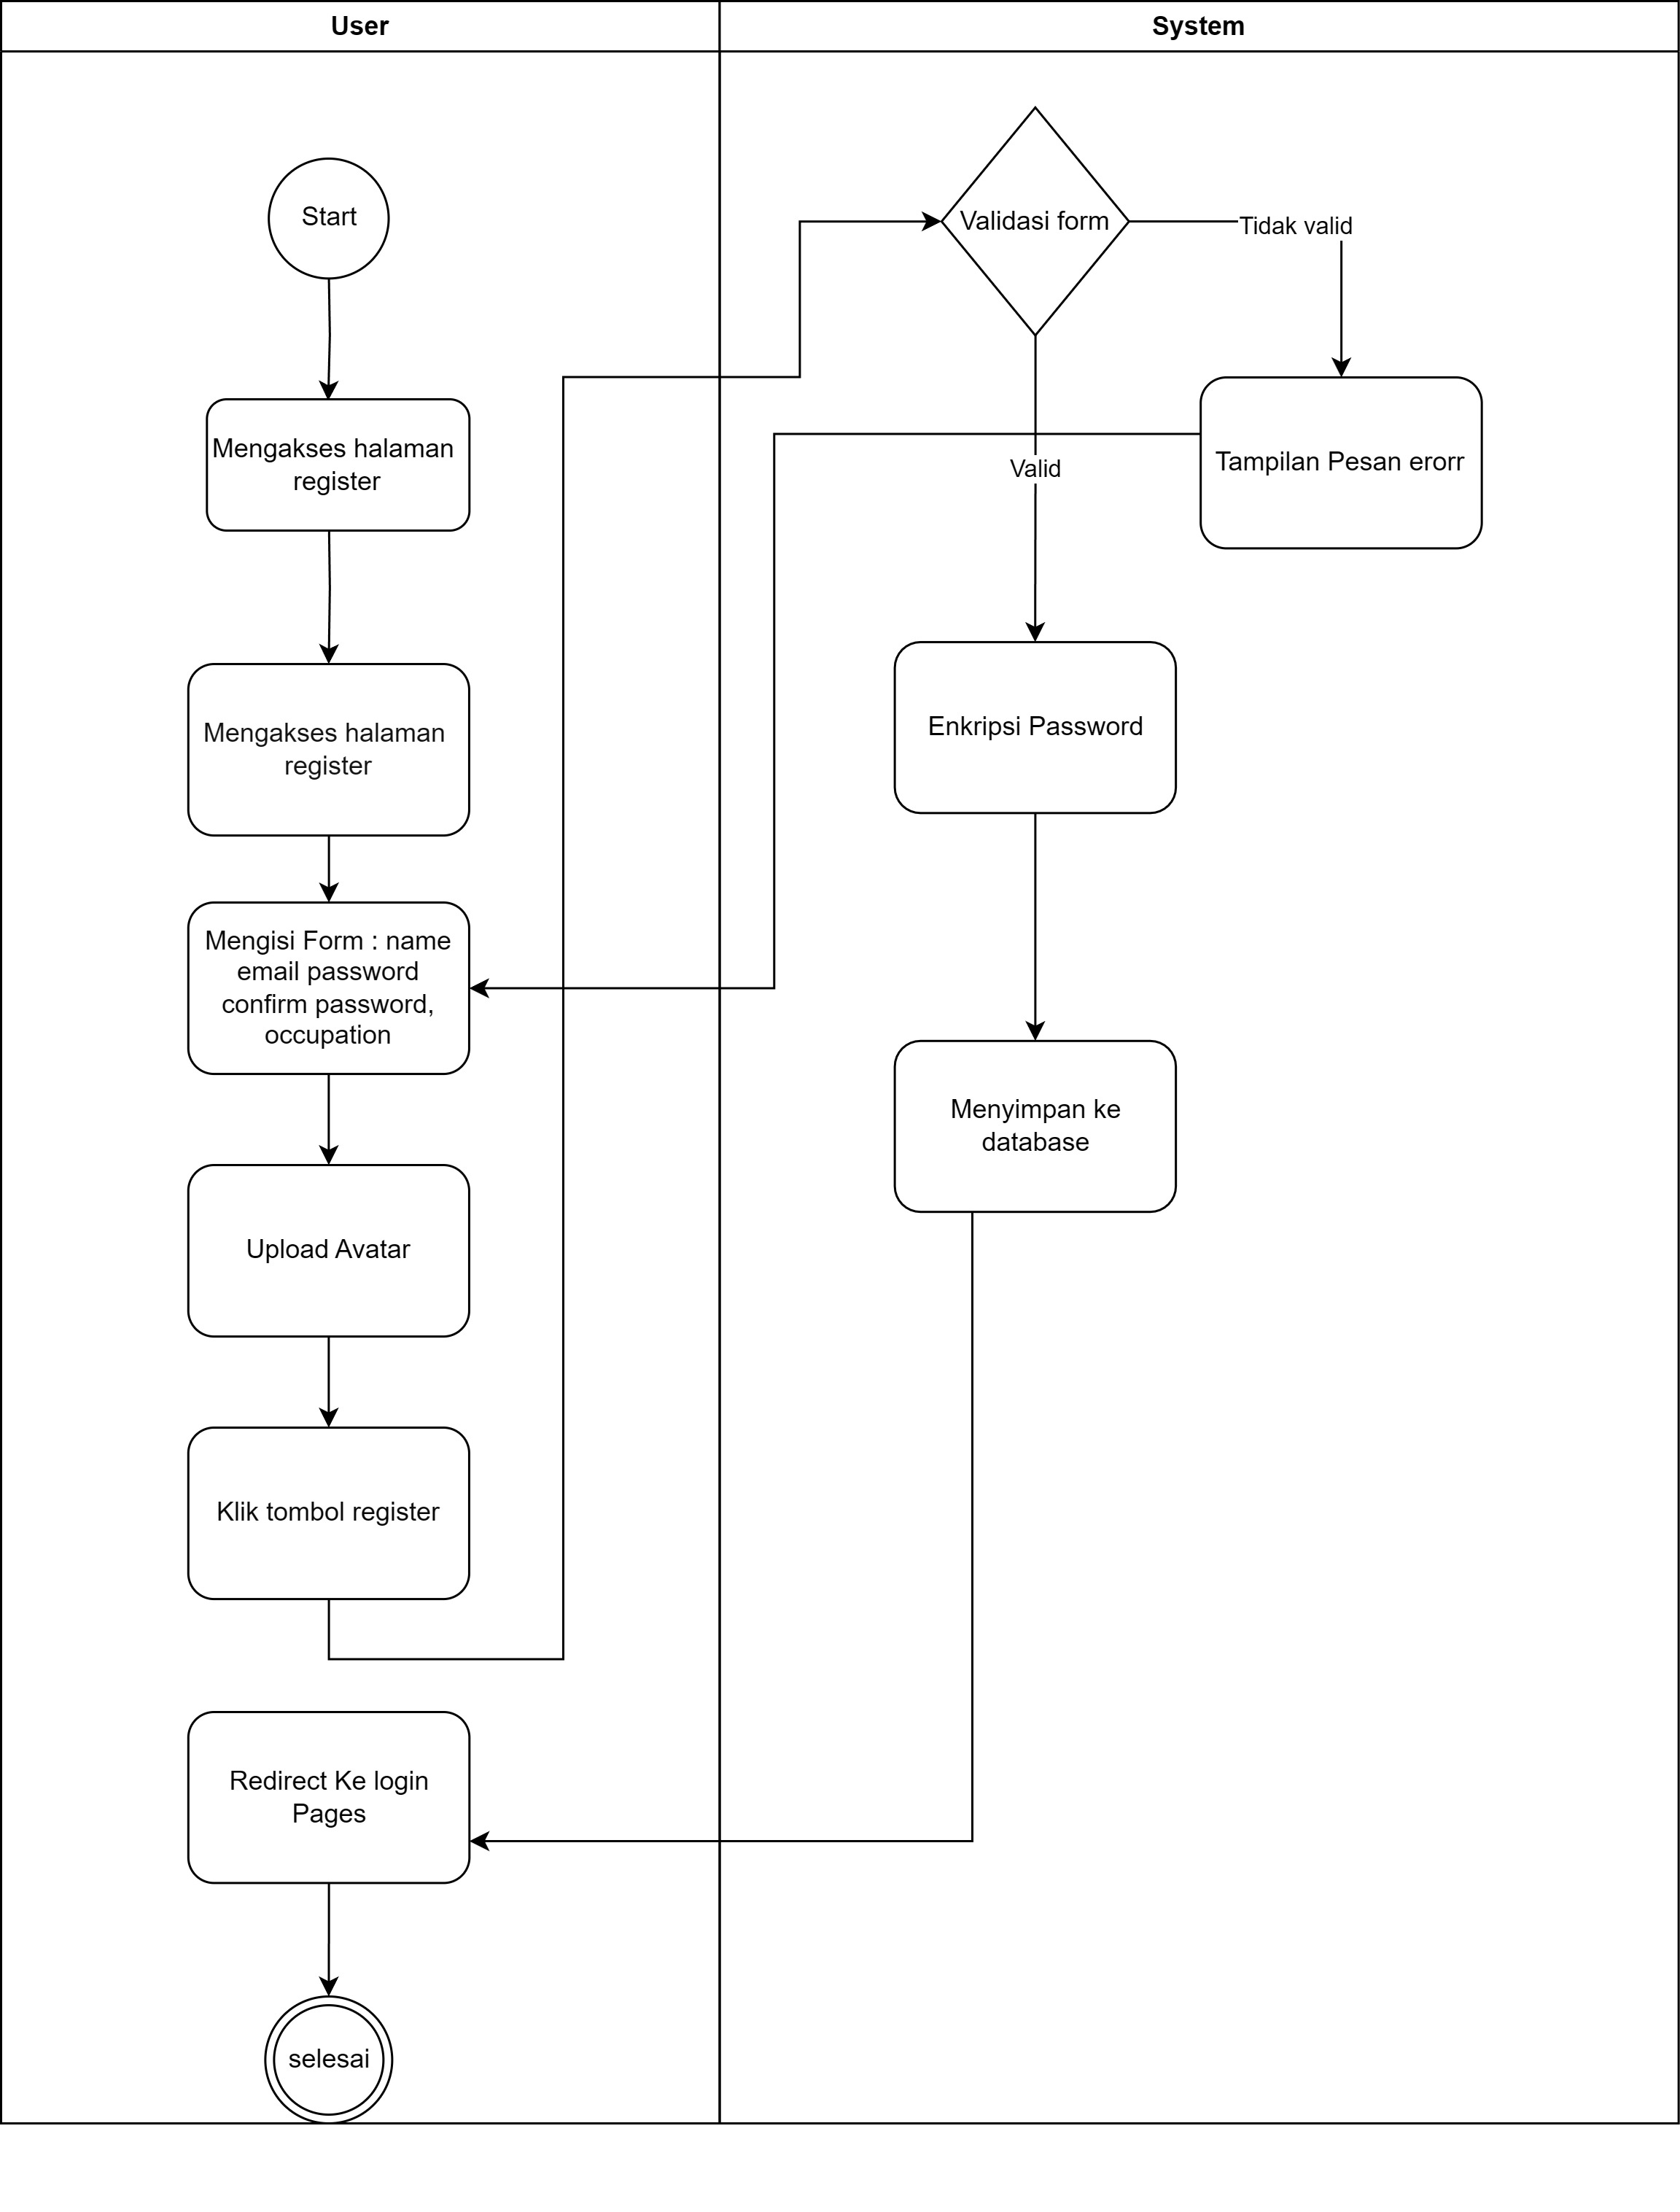 User
System
Start
Mengakses halaman
register
Mengakses halaman
register
Mengisi Form : name
email password
confirm password,
occupation
Upload Avatar
Klik tombol register
Redirect Ke login
Pages
selesai
Validasi form
Tidak valid
Tampilan Pesan erorr
Valid
Enkripsi Password
Menyimpan ke
database